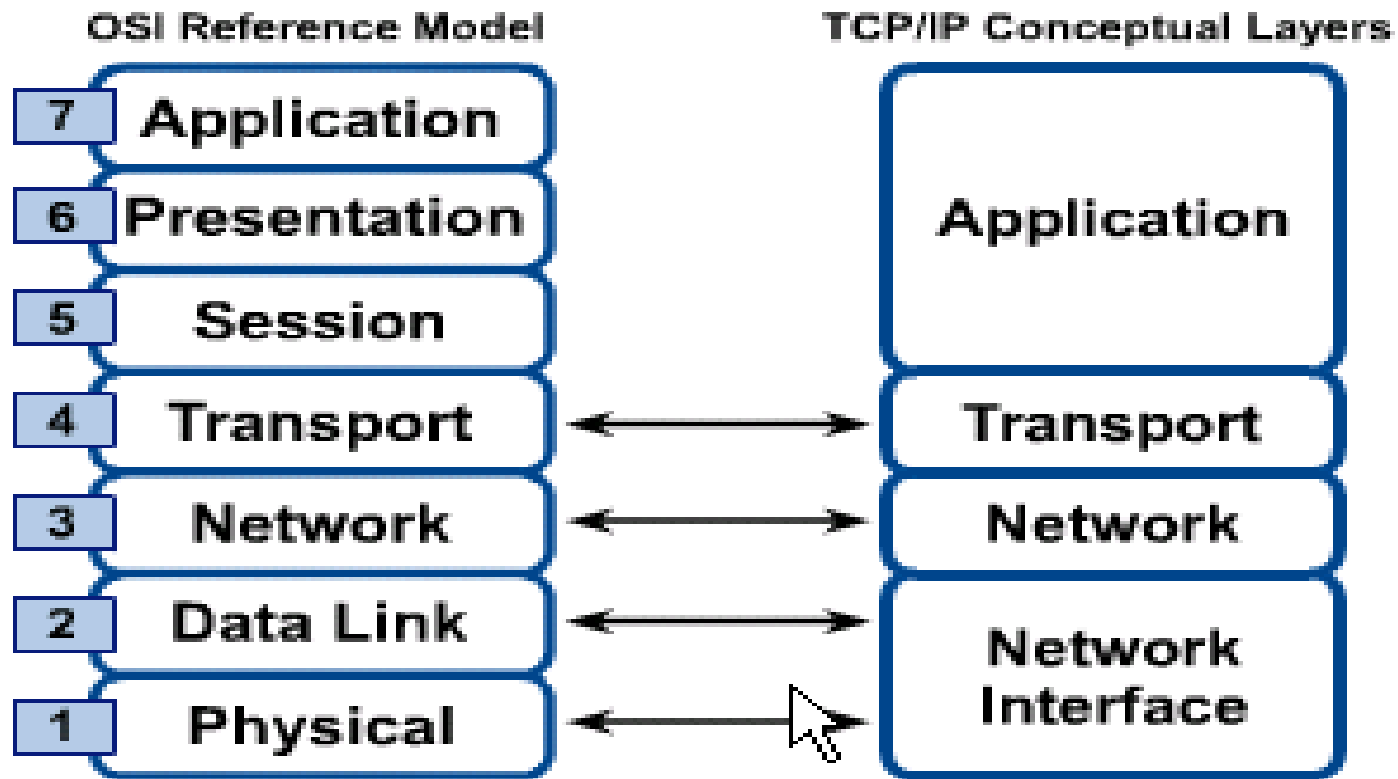 OSI Reference Model
7 Application
6 Presentation
5 Session
4 Transport
3 Network
2 Data Link
1 Physical
TCP/IP Conceptual Layers
Application
Transport
Network
Network
Interface